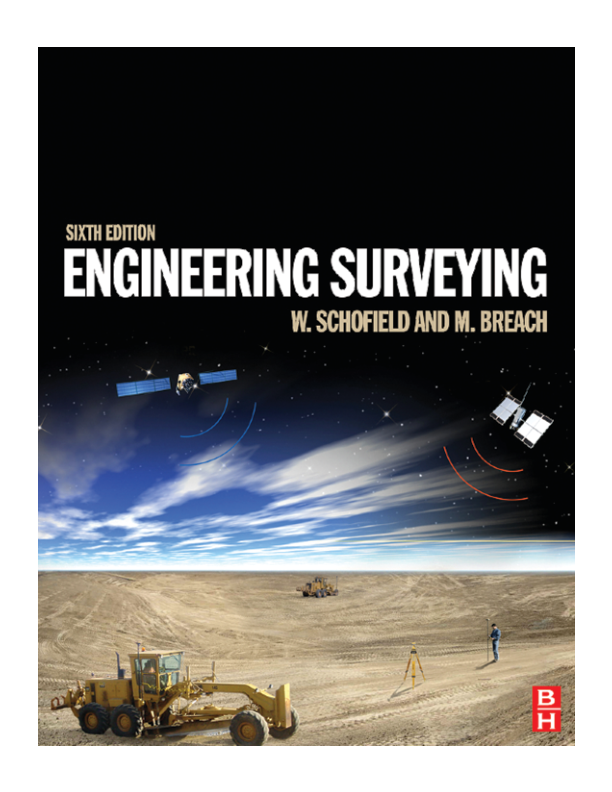 SIXTH EDITION
ENGINEERING SURVEYING
W. SCHOFIELD AND M. BREACH
B
H